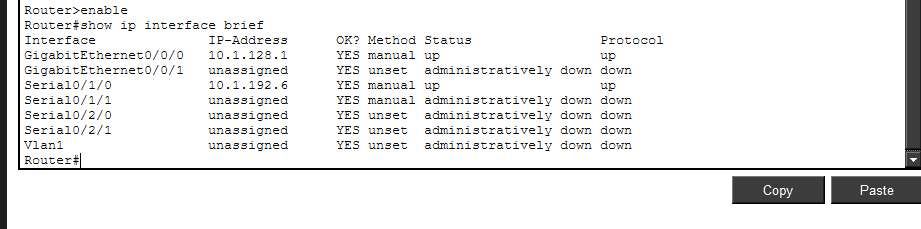 Router>enable
Router#show ip interface brief
Interface              IP-Address      OK? Method Status                Protocol
GigabitEthernet0/0/0   10.1.128.1      YES manual up                    up
GigabitEthernet0/0/1   unassigned      YES unset  administratively down down
Serial0/1/0            10.1.192.6      YES manual up                    up
Serial0/1/1            unassigned      YES manual administratively down down
Serial0/2/0            unassigned      YES unset  administratively down down
Serial0/2/1            unassigned      YES unset  administratively down down
Vlan1                  unassigned      YES unset  administratively down down
Router#
Copy Paste